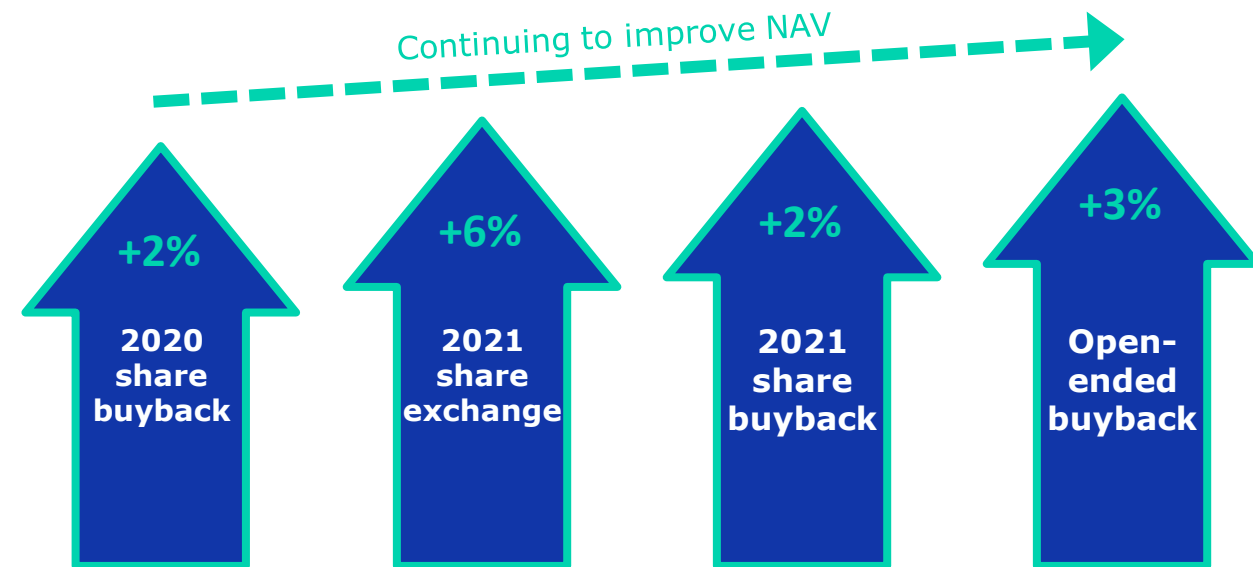 Continuing to improve NAV
+2%
2020
share
buyback
+6%
2021
share
exchange
+2%
2021
share
buyback
+3%
Open-
ended
buyback